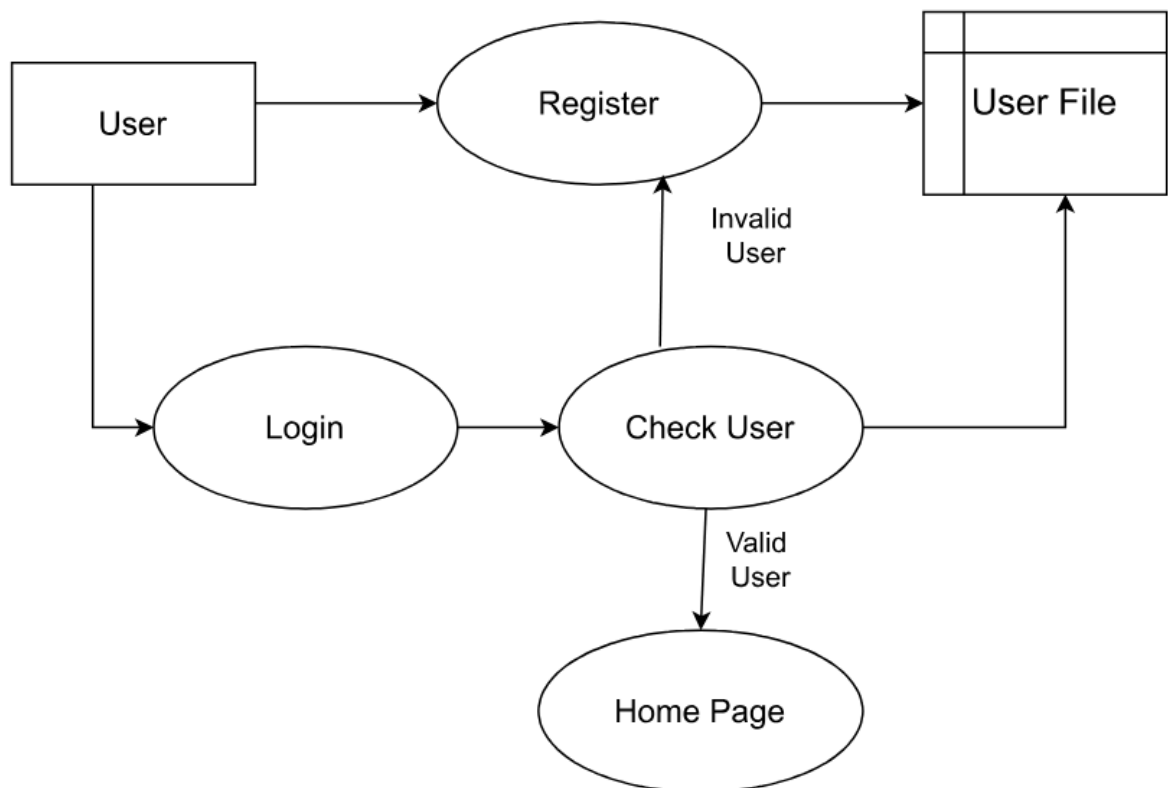 User
Register
User File
Invalid
User
Login
Check User
Valid
User
Home Page